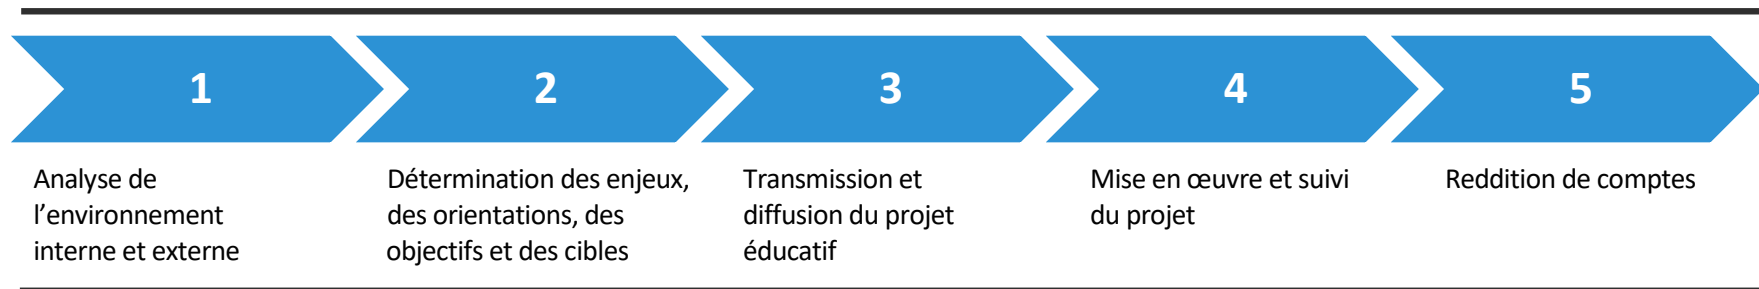 1
2
3
4
5
Analyse de
l’environnement
interne et externe
Détermination des enjeux,
des orientations, des
objectifs et des cibles
Transmission et
diffusion du projet
éducatif
Mise en œuvre et suivi
du projet
Reddition de comptes